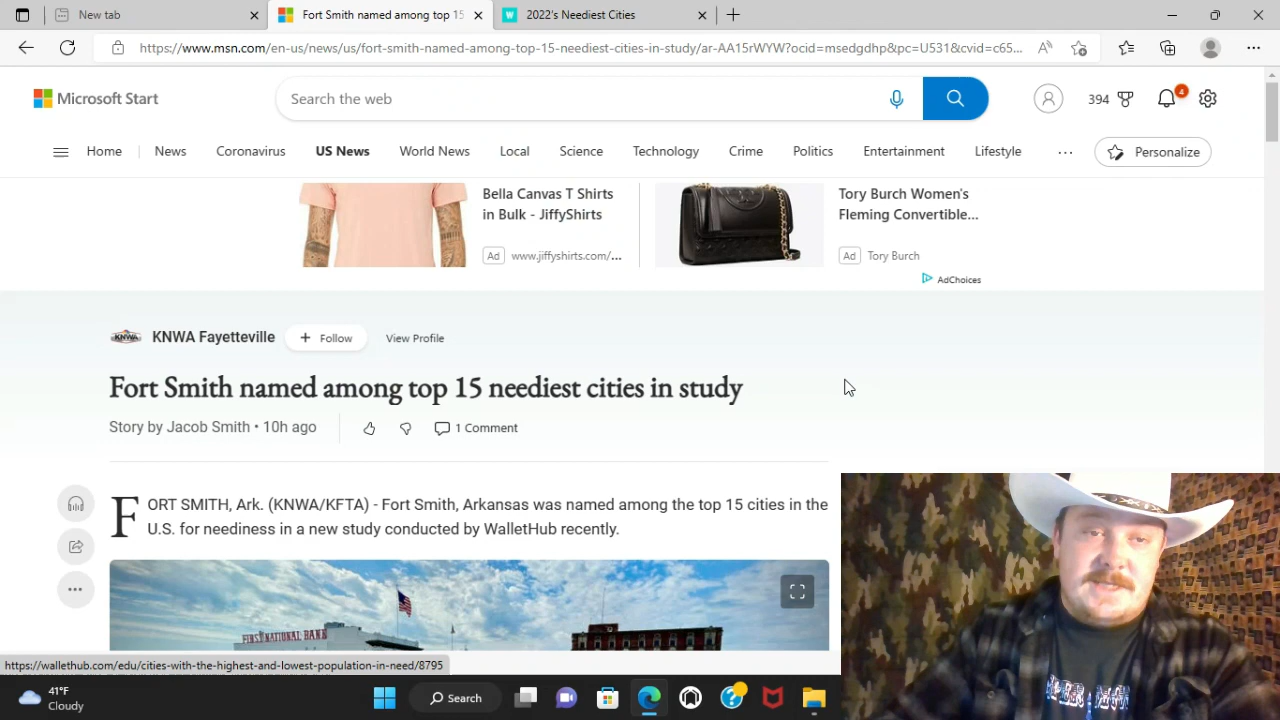 New tab
Fort Smith named among top 15
2022's Neediest Cities
https://www.msn.com/en-us/news/us/fort-smith-named-among-top-15-neediest-cities-in-study/ar-AA15rWYW?ocid=msedgdhp&pc=U531&cvid=c65...
Microsoft Start
Search the web
394
4
Home
News
Coronavirus
US News
World News
Local
Science
Technology
Crime
Politics
Entertainment
Lifestyle
...
Personalize
Bella Canvas T Shirts
in Bulk - JiffyShirts
Ad www.jiffyshirts.com/...
Tory Burch Women's
Fleming Convertible...
Ad Tory Burch
AdChoices
KNWA
KNWA Fayetteville
+ Follow
View Profile
Fort Smith named among top 15 neediest cities in study
Story by Jacob Smith • 10h ago
1 Comment
FORT SMITH, Ark. (KNWA/KFTA) - Fort Smith, Arkansas was named among the top 15 cities in the
U.S. for neediness in a new study conducted by WalletHub recently.
FIRST NATIONAL BANK
https://wallethub.com/edu/cities-with-the-highest-and-lowest-population-in-need/8795
41°F
Cloudy
Search